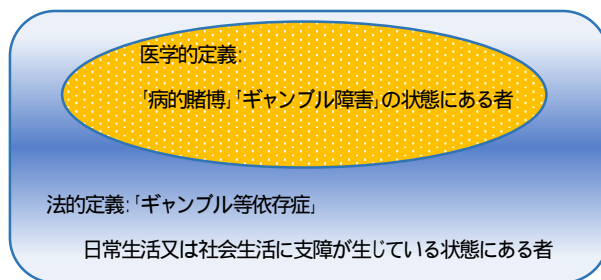 医学的定義:
「病的賭博」「ギャンブル障害」の状態にある者
法的定義:「ギャンブル等依存症」
日常生活又は社会生活に支障が生じている状態にある者